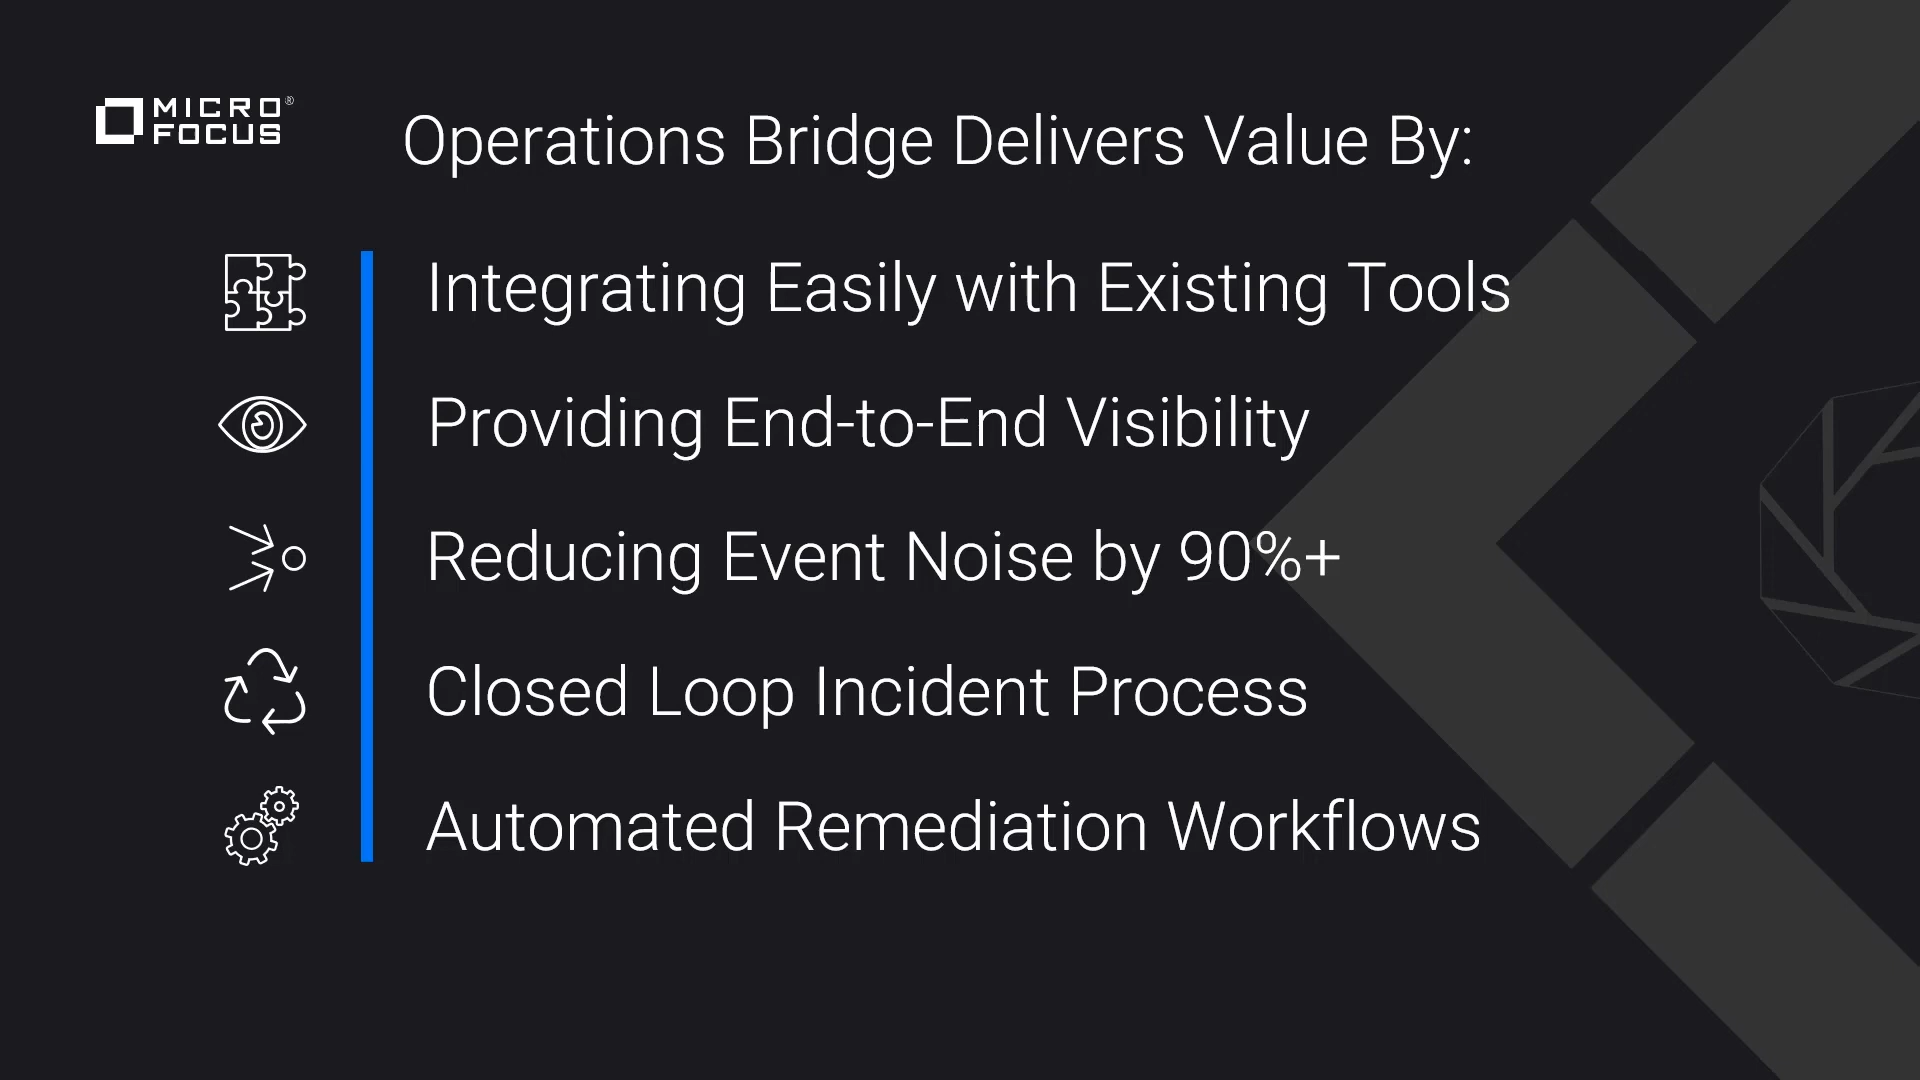 MICRO®
FOCUS
Operations Bridge Delivers Value By:
Integrating Easily with Existing Tools
Providing End-to-End Visibility
Reducing Event Noise by 90%+
Closed Loop Incident Process
Automated Remediation Workflows